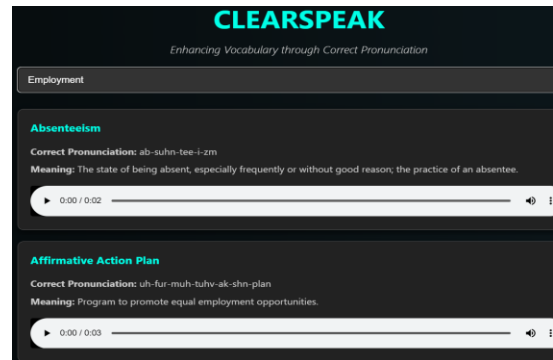 CLEARSPEAK
Enhancing Vocabulary through Correct Pronunciation
Employment
Absenteeism
Correct Pronunciation: ab-suhn-tee-i-zm
Meaning: The state of being absent, especially frequently or without good reason; the practice of an absentee.
0:00 / 0:02
Affirmative Action Plan
Correct Pronunciation: uh-fur-muh-tuhv-ak-shn-plan
Meaning: Program to promote equal employment opportunities.
0:00 / 0:03